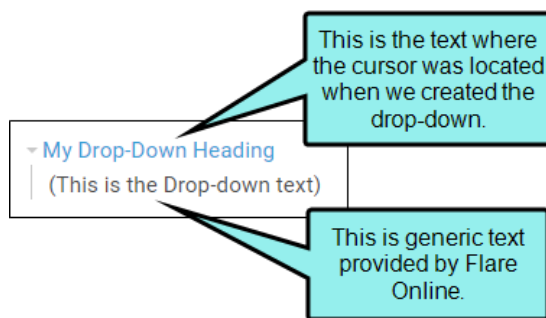 This is the text where
the cursor was located
when we created the
drop-down.
My Drop-Down Heading
(This is the Drop-down text)
This is generic text
provided by Flare
Online.